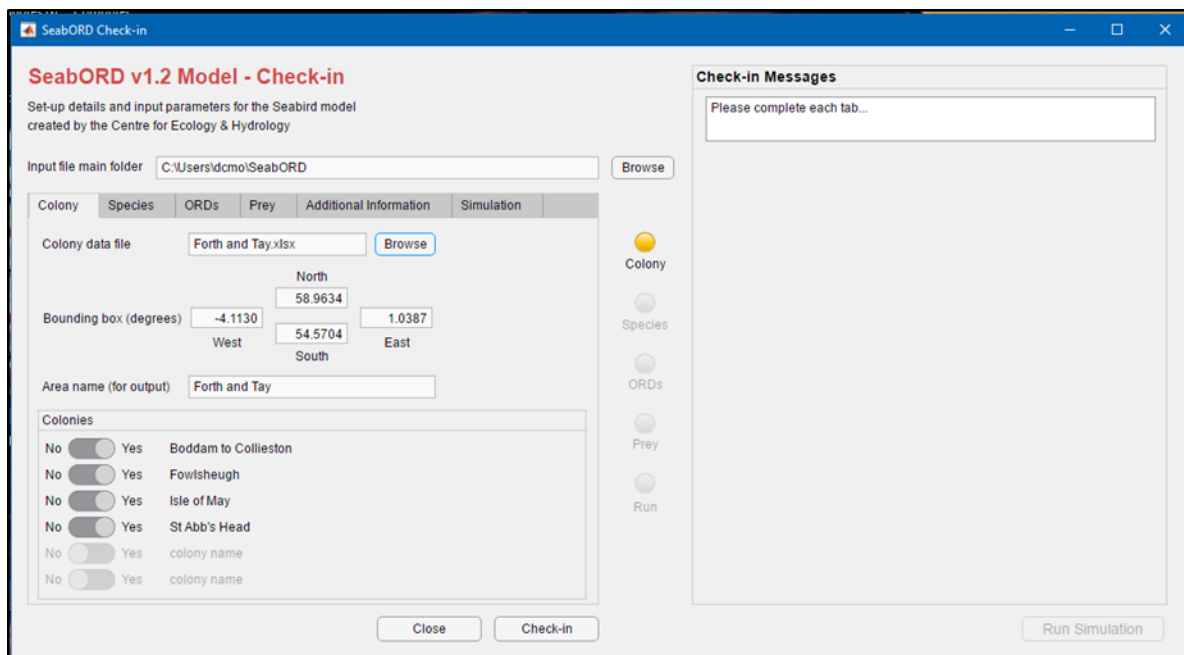 SeabORD Check-in
SeabORD v1.2 Model - Check-in
Set-up details and input parameters for the Seabird model
created by the Centre for Ecology & Hydrology
Input file main folder C:\Users\dcmo\SeabORD Browse
Colony Species ORDs Prey Additional Information Simulation
Colony data file Forth and Tay.xlsx Browse
North
58.9634
Bounding box (degrees) -4.1130 1.0387
54.5704
West East
South
Area name (for output) Forth and Tay
Colonies
No Yes Boddam to Collieston
No Yes Fowlsheugh
No Yes Isle of May
No Yes St Abb's Head
No Yes colony name
No Yes colony name
Close Check-in
Colony
Species
ORDs
Prey
Run
Check-in Messages
Please complete each tab...
Run Simulation